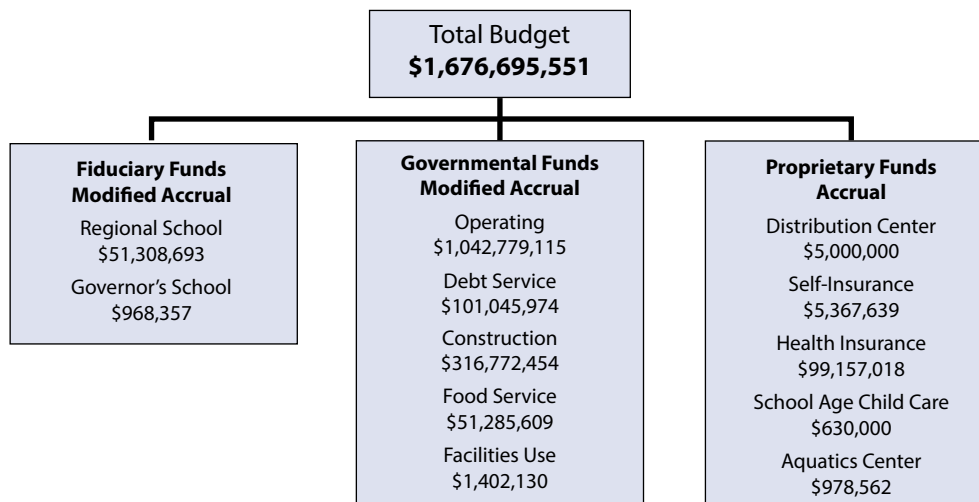 Total Budget
$1,676,695,551
Fiduciary Funds
Modified Accrual
Regional School
$51,308,693
Governor’s School
$968,357
Governmental Funds
Modified Accrual
Operating
$1,042,779,115
Debt Service
$101,045,974
Construction
$316,772,454
Food Service
$51,285,609
Facilities Use
$1,402,130
Proprietary Funds
Accrual
Distribution Center
$5,000,000
Self-Insurance
$5,367,639
Health Insurance
$99,157,018
School Age Child Care
$630,000
Aquatics Center
$978,562